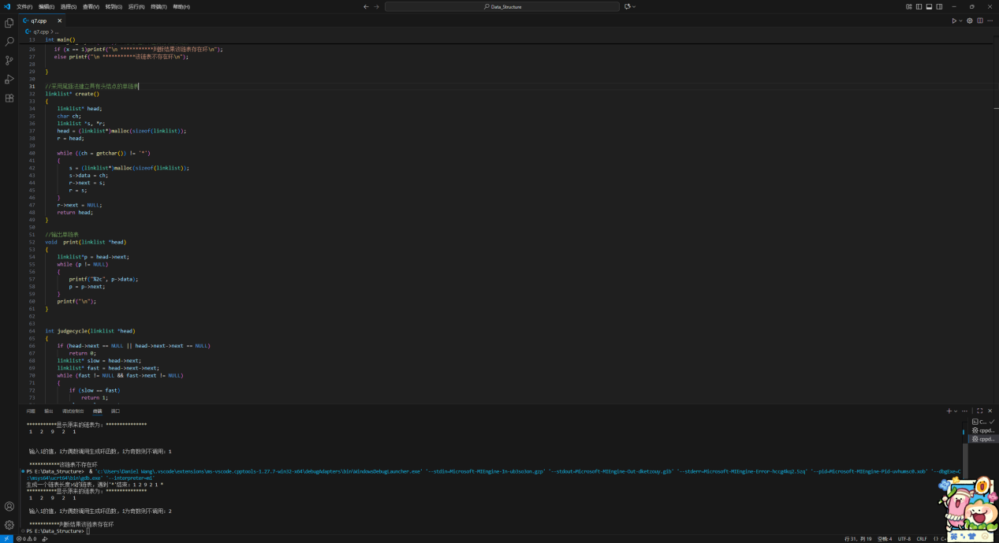 文件(F) 编辑(E) 选择(S) 查看(V) 转到(G) 运行(R) 终端(T) 帮助(H)
Data_Structure
q7.cpp
q7.cpp > ...
13 int main()
26 if (x == 1)printf("\n ***********判断结果该链表存在环\n");
27 else printf("\n ***********该链表不存在环\n");
28
29 }
30
31 //采用尾插法建立具有头结点的单链表
32 linklist* create()
33 {
34 linklist* head;
35 char ch;
36 linklist *s, *r;
37 head = (linklist*)malloc(sizeof(linklist));
38 r = head;
39
40 while ((ch = getchar()) != '*')
41 {
42 s = (linklist*)malloc(sizeof(linklist));
43 s->data = ch;
44 r->next = s;
45 r = s;
46 }
47 r->next = NULL;
48 return head;
49 }
50
51 //输出单链表
52 void  print(linklist *head)
53 {
54 linklist*p = head->next;
55 while (p != NULL)
56 {
57 printf("%2c", p->data);
58 p = p->next;
59 }
60 printf("\n");
61 }
62
63
64 int judgecycle(linklist *head)
65 {
66 if (head->next == NULL || head->next->next == NULL)
67 return 0;
68 linklist* slow = head->next;
69 linklist* fast = head->next->next;
70 while (fast != NULL && fast->next != NULL)
71 {
72 if (slow == fast)
73 return 1;
问题 输出 调试控制台 终端 端口
***********显示原来的链表为: ***************
1 2 9 2 1
输入i的值, i为偶数调用生成环函数, i为奇数则不调用: 1
***********该链表不存在环
PS E:\Data_Structure> & 'c:\Users\Daniel Wang\.vscode\extensions\ms-vscode.cpptools-1.27.7-win32-x64\debugAdapters\bin\WindowsDebugLauncher.exe' '--stdin=Microsoft-MIEngine-In-ub3so3on.gzp' '--stdout=Microsoft-MIEngine-Out-dketzouy.gib' '--stderr=Microsoft-MIEngine-Error-hccg4kq2.5zq' '--pid=Microsoft-MIEngine-Pid-uvhumsc0.xob' '--dbgExe=C
:\msys64\ucrt64\bin\gdb.exe' '--interpreter=mi'
生成一个链表长度>5的链表, 遇到'*'结束: 1 2 9 2 1 *
***********显示原来的链表为: ***************
1 2 9 2 1
输入i的值, i为偶数调用生成环函数, i为奇数则不调用: 2
***********判断结果该链表存在环
PS E:\Data_Structure>
C...
cppd...
cppd...
0 0
行 31, 列 19 空格: 4 UTF-8 CRLF {} C+
英